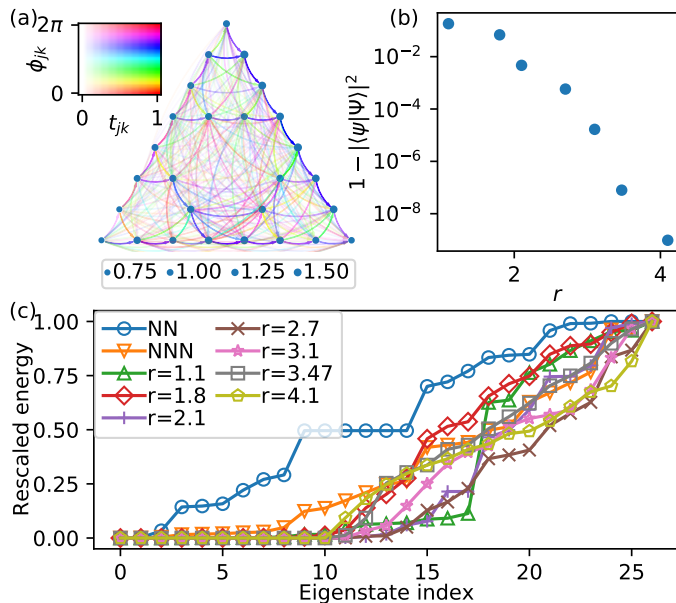 (a)
2π
ϕjk
0
0
1
tjk
0.75 1.00 1.25 1.50
(b)
10⁻²
10⁻⁴
10⁻⁶
10⁻⁸
1 − |⟨ψ|Ψ⟩|²
2
4
r
(c)
1.00
0.75
0.50
0.25
0.00
Rescaled energy
NN
NNN
r=1.1
r=1.8
r=2.1
r=2.7
r=3.1
r=3.47
r=4.1
0 5 10 15 20 25
Eigenstate index